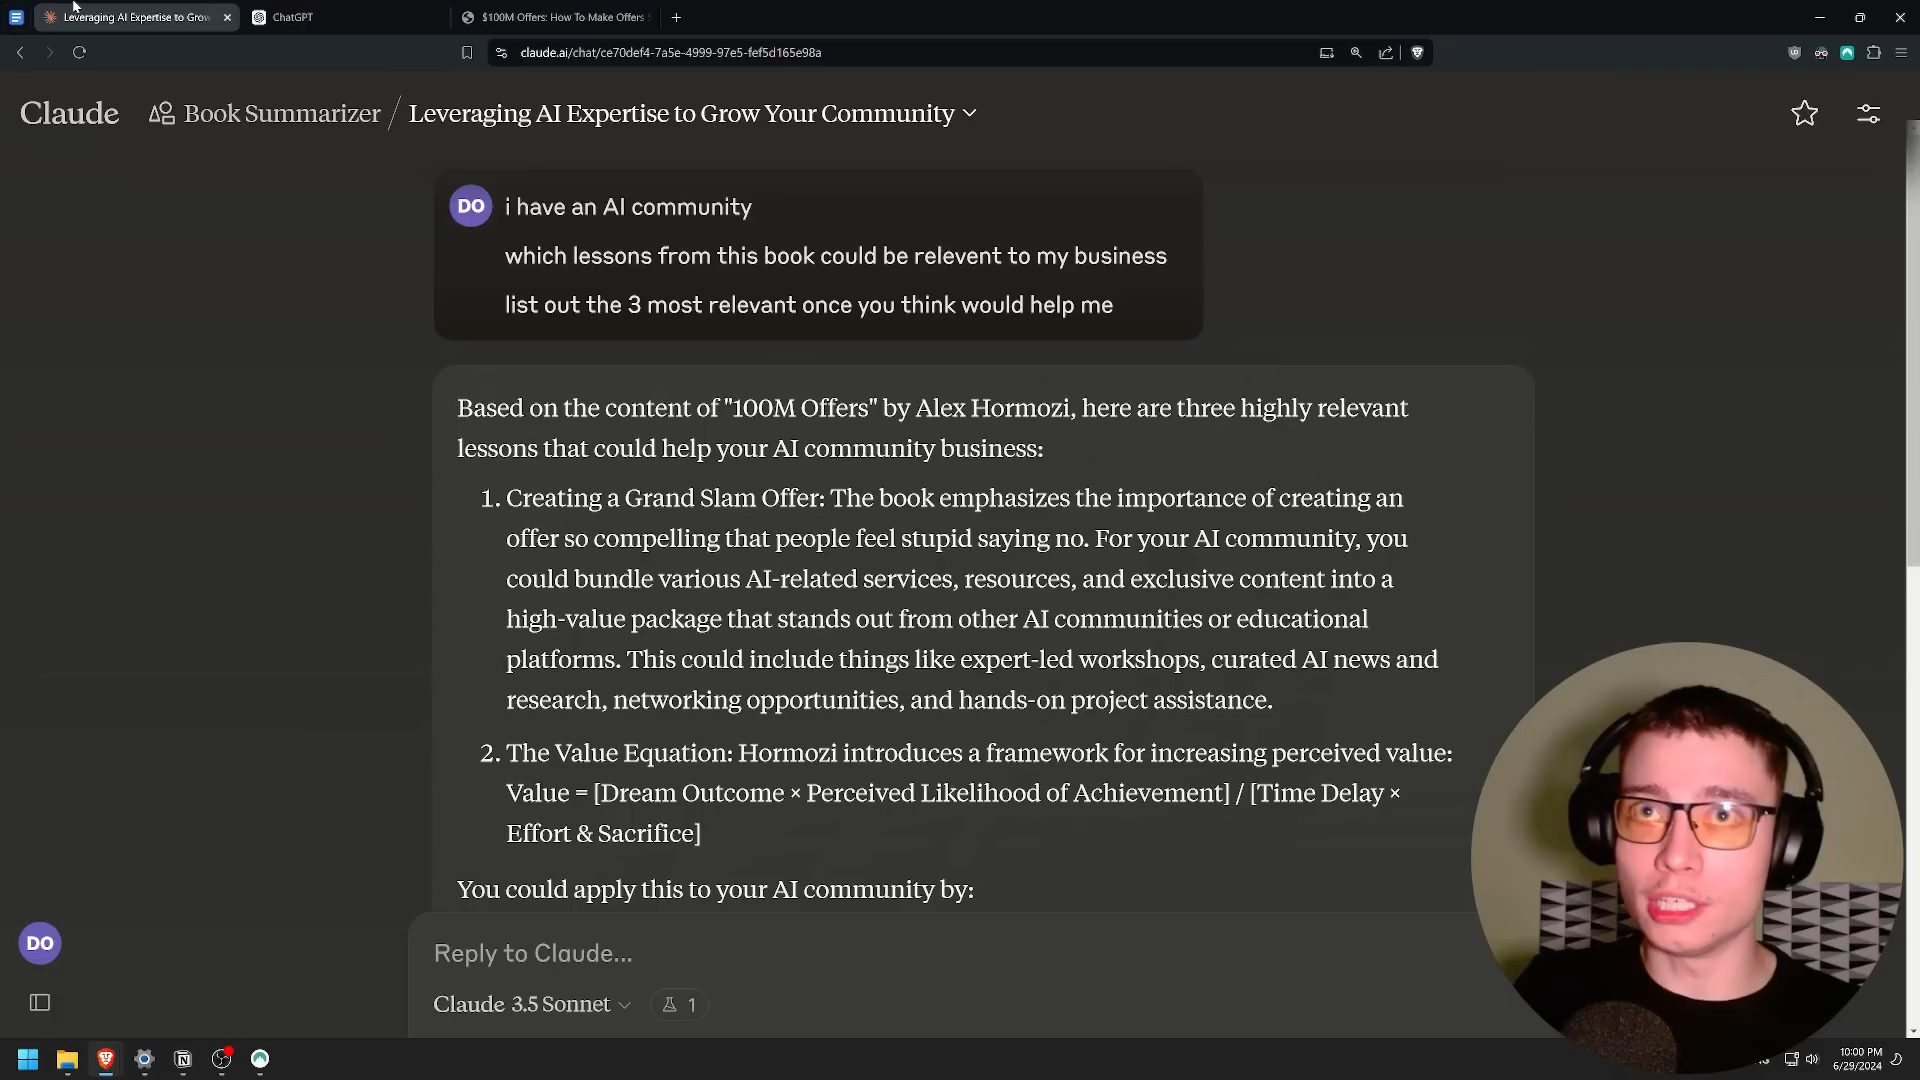 Leveraging AI Expertise to Grow
ChatGPT
$100M Offers: How To Make Offers S
claude.ai/chat/ce70def4-7a5e-4999-97e5-fef5d165e98a
Claude
Book Summarizer / Leveraging AI Expertise to Grow Your Community
DO
i have an AI community
which lessons from this book could be relevent to my business
list out the 3 most relevant once you think would help me
Based on the content of "100M Offers" by Alex Hormozi, here are three highly relevant
lessons that could help your AI community business:
1. Creating a Grand Slam Offer: The book emphasizes the importance of creating an
offer so compelling that people feel stupid saying no. For your AI community, you
could bundle various AI-related services, resources, and exclusive content into a
high-value package that stands out from other AI communities or educational
platforms. This could include things like expert-led workshops, curated AI news and
research, networking opportunities, and hands-on project assistance.
2. The Value Equation: Hormozi introduces a framework for increasing perceived value:
Value = [Dream Outcome × Perceived Likelihood of Achievement] / [Time Delay ×
Effort & Sacrifice]
You could apply this to your AI community by:
DO
Reply to Claude...
Claude 3.5 Sonnet
1
10:00 PM
6/29/2024